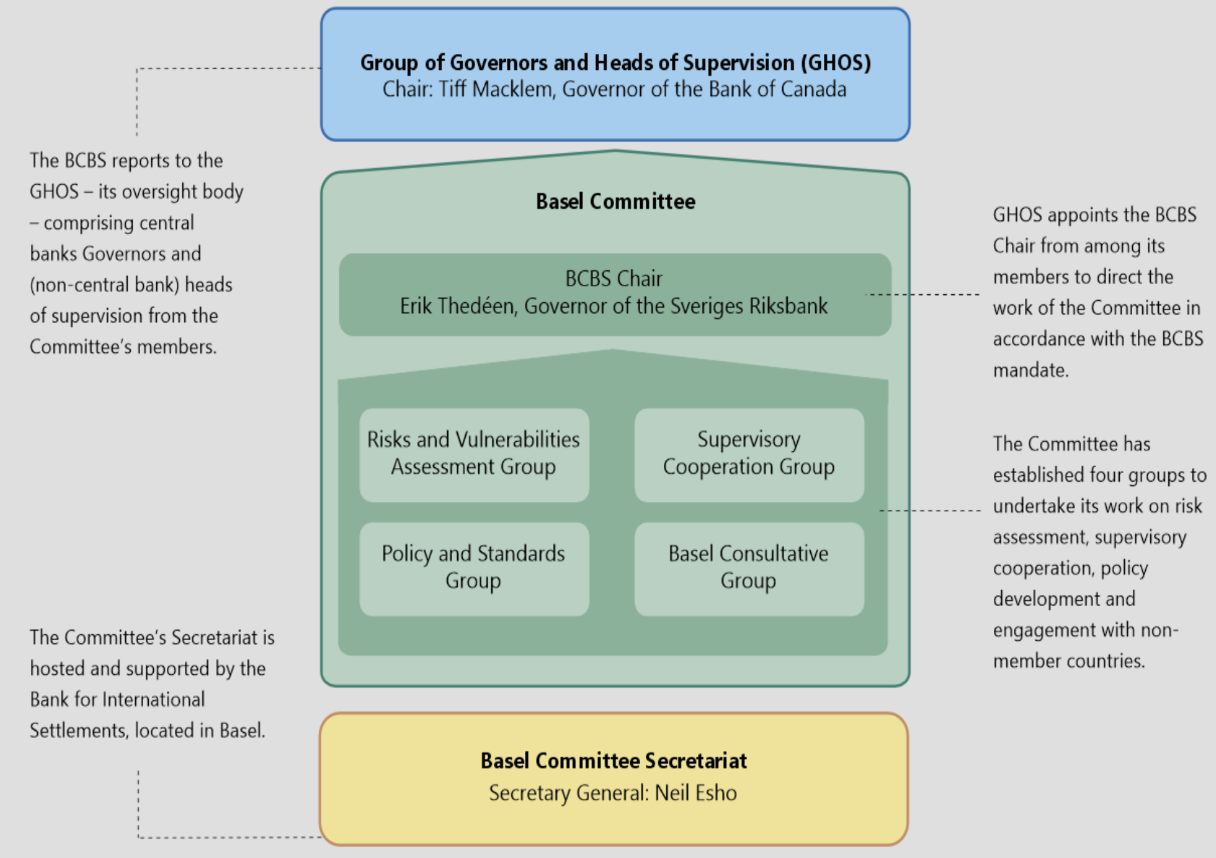 Group of Governors and Heads of Supervision (GHOS)
Chair: Tiff Macklem, Governor of the Bank of Canada
The BCBS reports to the
GHOS – its oversight body
– comprising central
banks Governors and
(non-central bank) heads
of supervision from the
Committee's members.
Basel Committee
BCBS Chair
Erik Thedéen, Governor of the Sveriges Riksbank
GHOS appoints the BCBS
Chair from among its
members to direct the
work of the Committee in
accordance with the BCBS
mandate.
Risks and Vulnerabilities
Assessment Group
Supervisory
Cooperation Group
Policy and Standards
Group
Basel Consultative
Group
The Committee has
established four groups to
undertake its work on risk
assessment, supervisory
cooperation, policy
development and
engagement with non-
member countries.
The Committee's Secretariat is
hosted and supported by the
Bank for International
Settlements, located in Basel.
Basel Committee Secretariat
Secretary General: Neil Esho